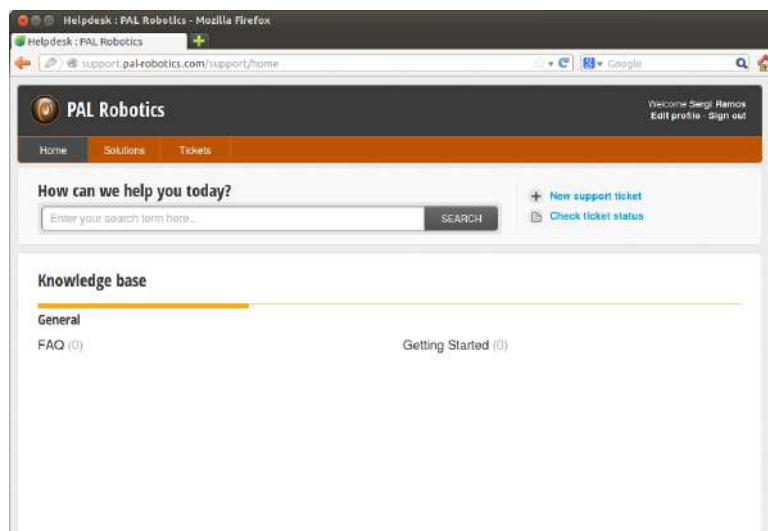 Helpdesk : PAL Robotics - Mozilla Firefox
Helpdesk : PAL Robotics
support.pal-robotics.com/support/home
Google
PAL Robotics
Welcome Sergi Ramos
Edit profile - Sign out
Home Solutions Tickets
How can we help you today?
Enter your search term here...
SEARCH
New support ticket
Check ticket status
Knowledge base
General
FAQ (0) Getting Started (0)